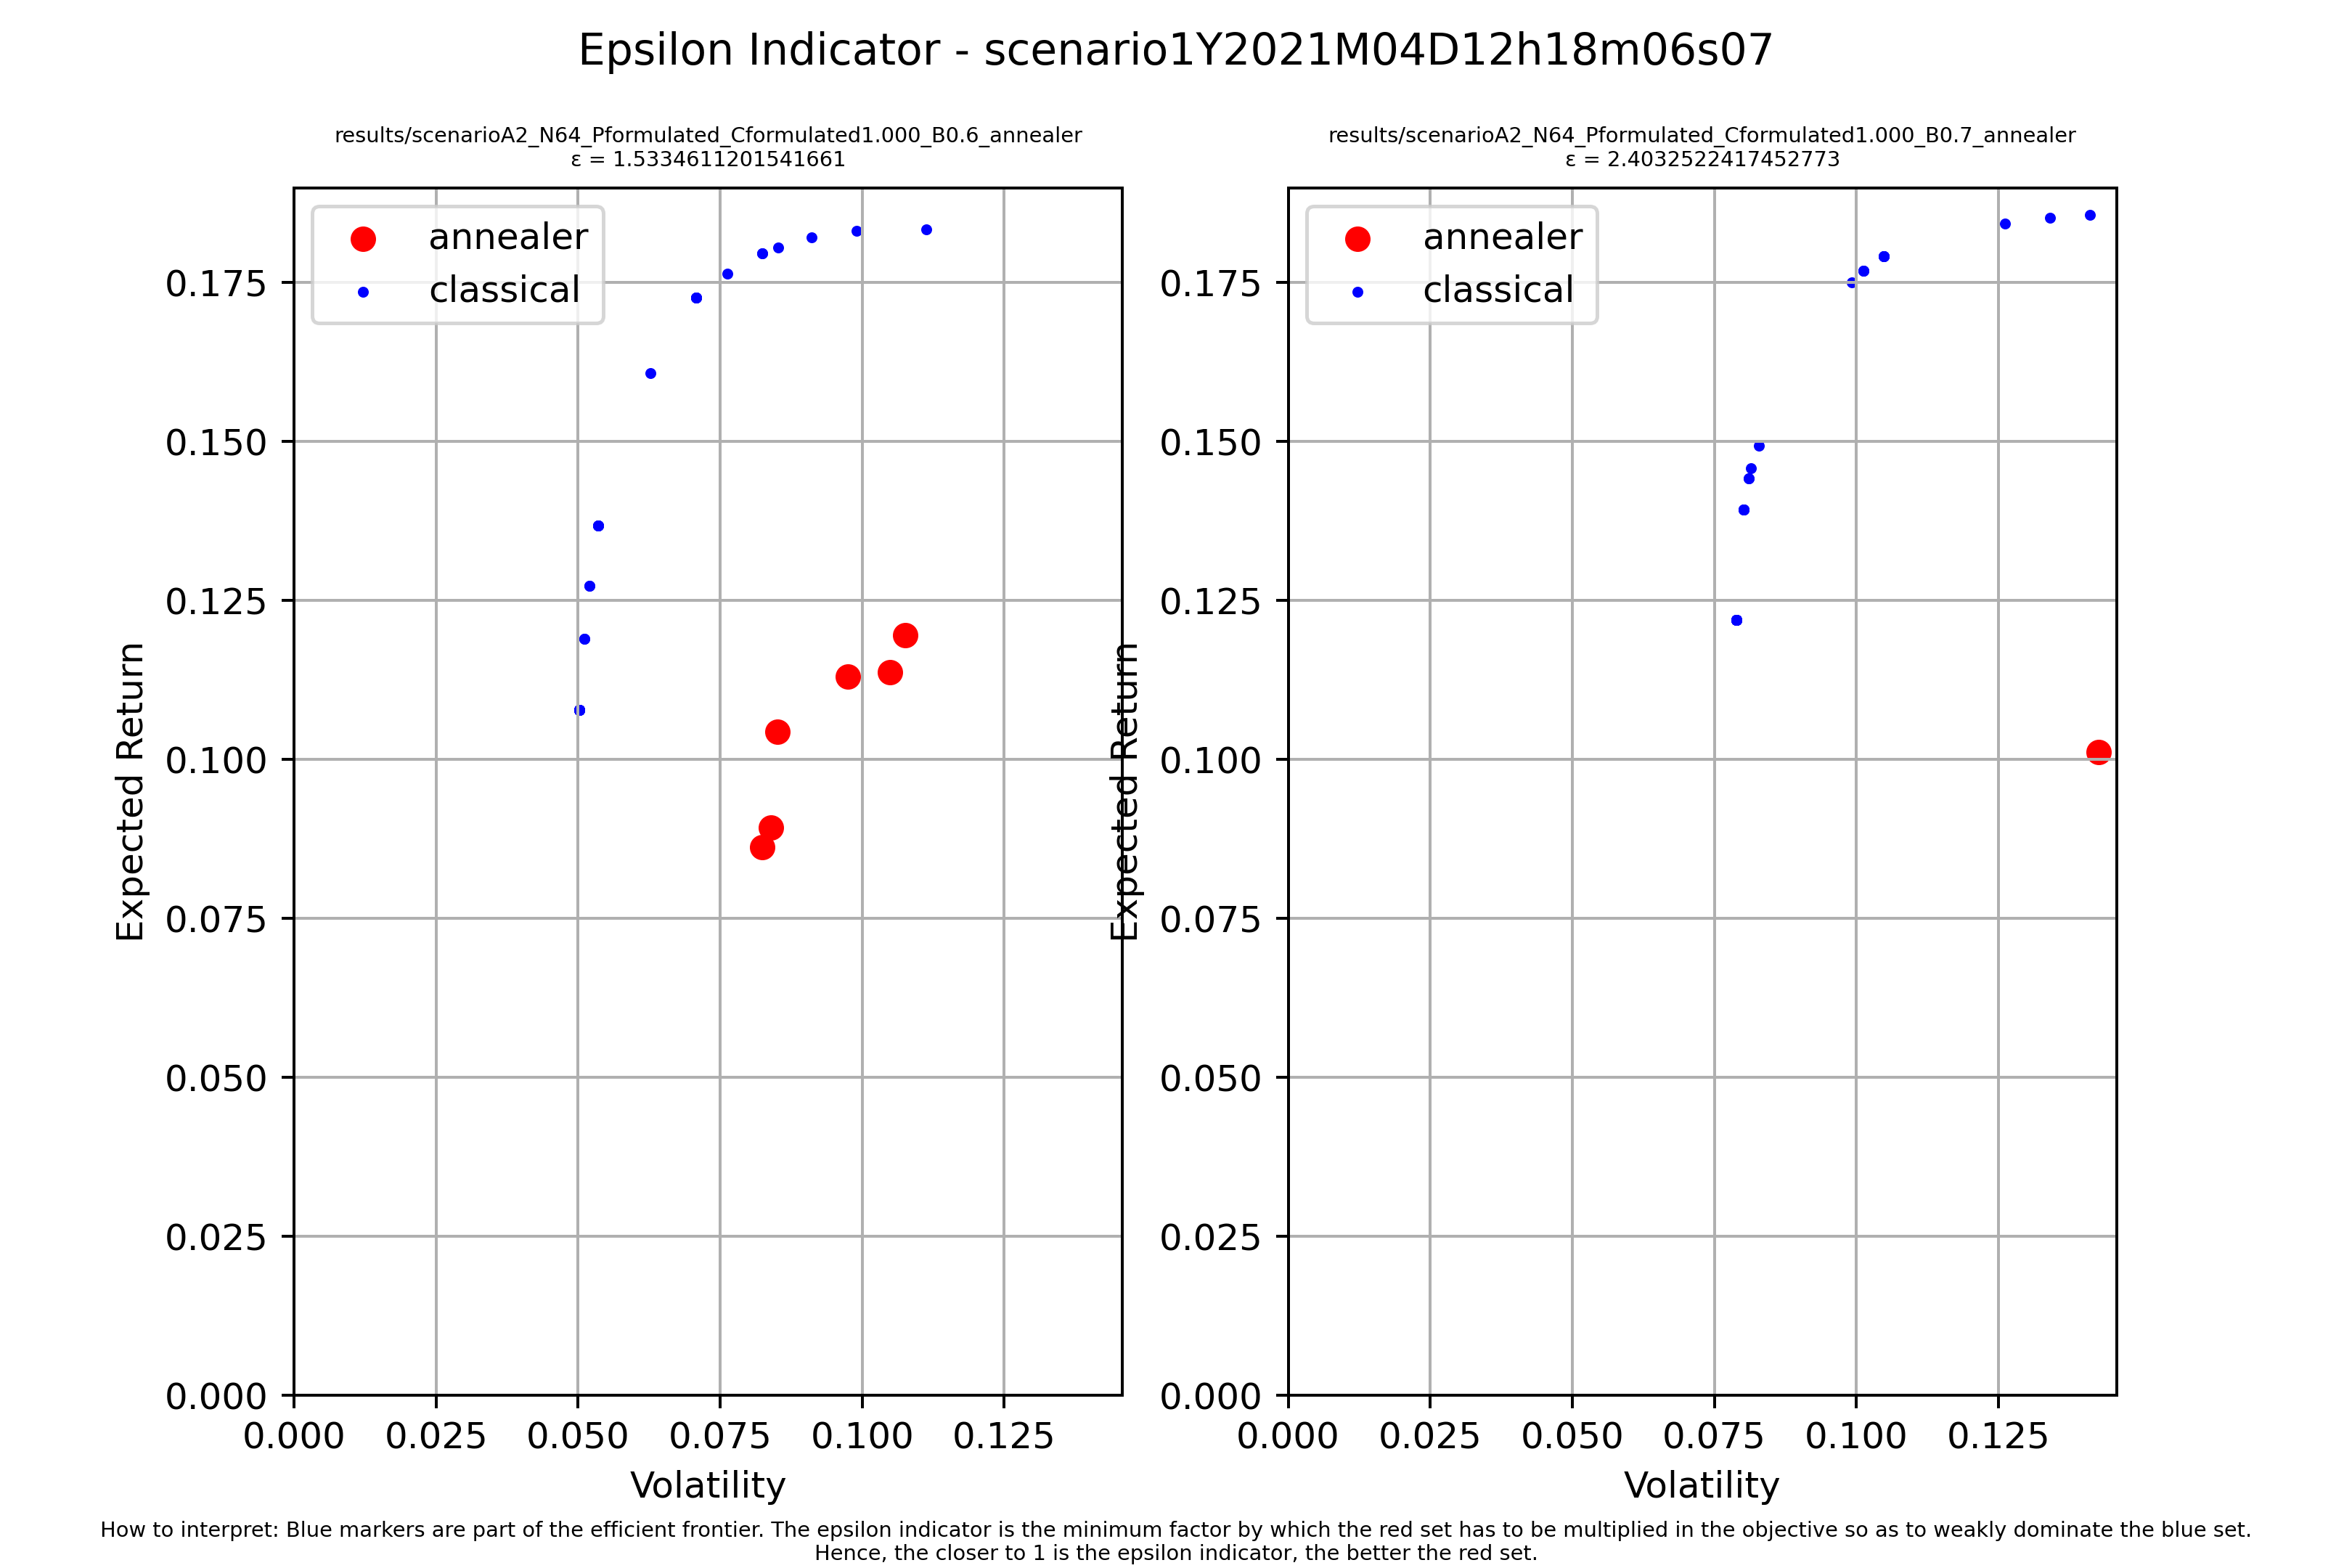 Epsilon Indicator - scenario1Y2021M04D12h18m06s07
results/scenarioA2_N64_Pformulated_Cformulated1.000_B0.6_annealer
ε = 1.5334611201541661
annealer
classical
0.175
0.150
0.125
0.100
0.075
0.050
0.025
0.000
Expected Return
0.000 0.025 0.050 0.075 0.100 0.125
Volatility
results/scenarioA2_N64_Pformulated_Cformulated1.000_B0.7_annealer
ε = 2.4032522417452773
annealer
classical
0.175
0.150
0.125
0.100
0.075
0.050
0.025
0.000
Expected Return
0.000 0.025 0.050 0.075 0.100 0.125
Volatility
How to interpret: Blue markers are part of the efficient frontier. The epsilon indicator is the minimum factor by which the red set has to be multiplied in the objective so as to weakly dominate the blue set.
Hence, the closer to 1 is the epsilon indicator, the better the red set.